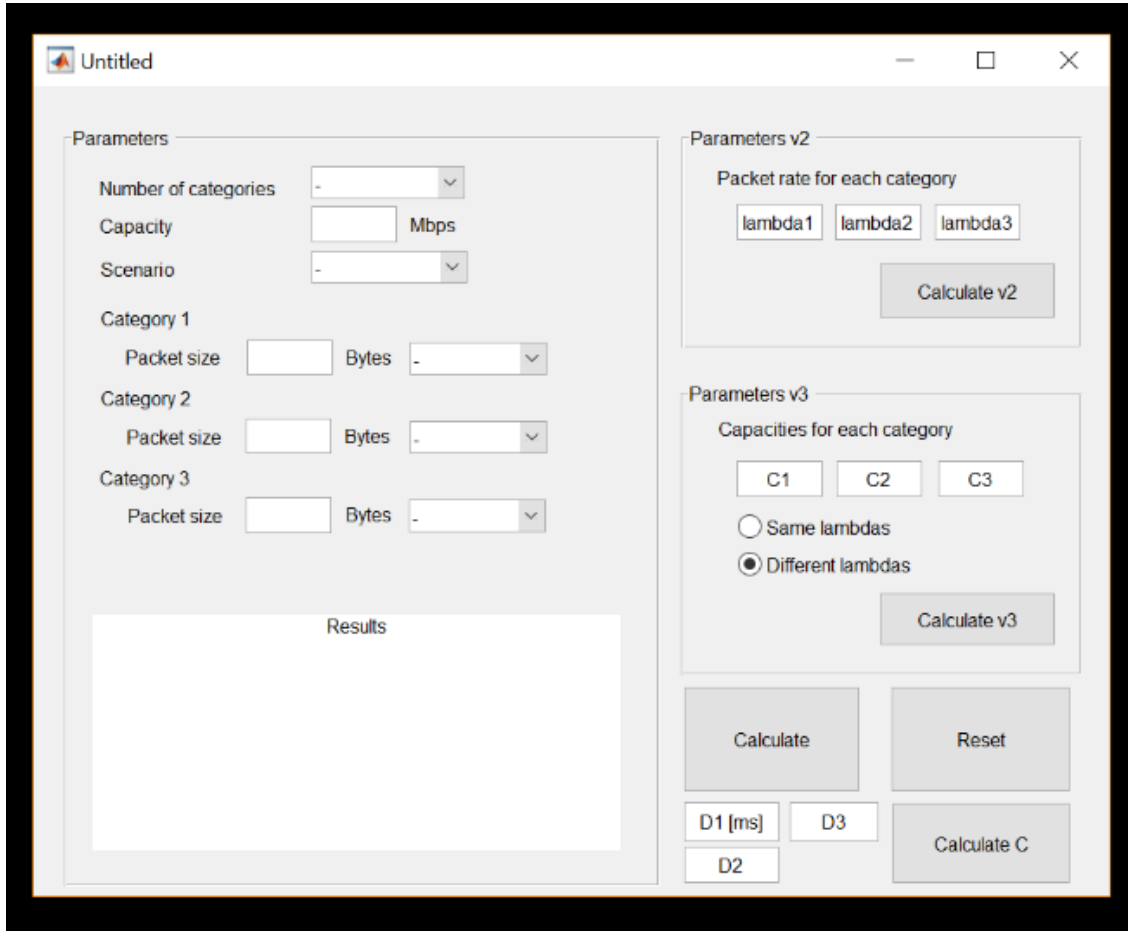 Untitled
Parameters
Number of categories -
Capacity Mbps
Scenario -
Category 1
Packet size Bytes -
Category 2
Packet size Bytes -
Category 3
Packet size Bytes -
Results
Parameters v2
Packet rate for each category
lambda1 lambda2 lambda3
Calculate v2
Parameters v3
Capacities for each category
C1 C2 C3
Same lambdas
Different lambdas
Calculate v3
Calculate Reset
D1 [ms] D3
D2
Calculate C